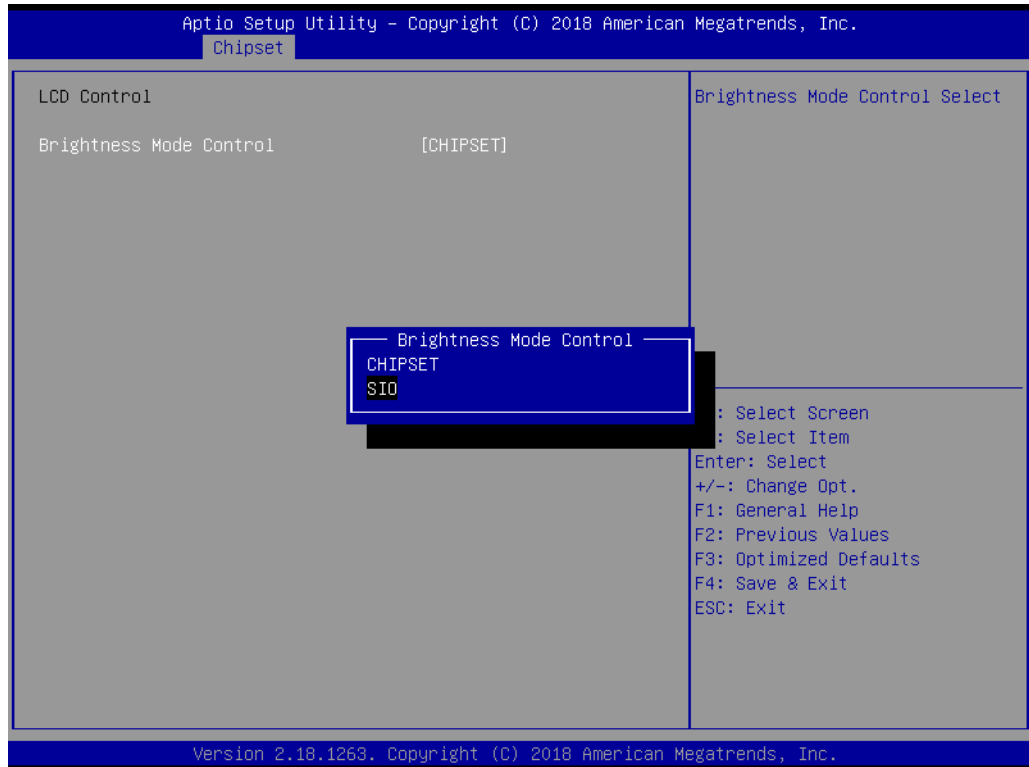 Aptio Setup Utility – Copyright (C) 2018 American Megatrends, Inc.
Chipset
LCD Control
Brightness Mode Control [CHIPSET]
Brightness Mode Control Select
Brightness Mode Control
CHIPSET
SIO
: Select Screen
: Select Item
Enter: Select
+/-: Change Opt.
F1: General Help
F2: Previous Values
F3: Optimized Defaults
F4: Save & Exit
ESC: Exit
Version 2.18.1263. Copyright (C) 2018 American Megatrends, Inc.